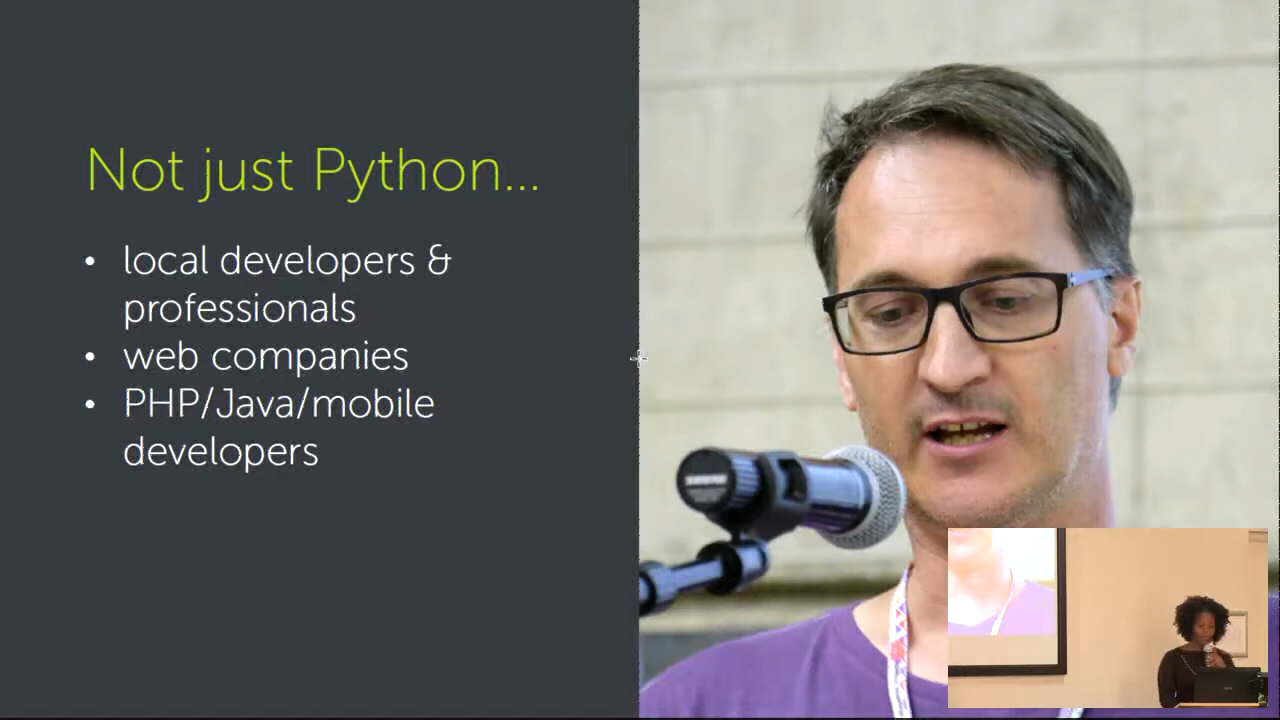 Not just Python...
• local developers &
professionals
• web companies
• PHP/Java/mobile
developers